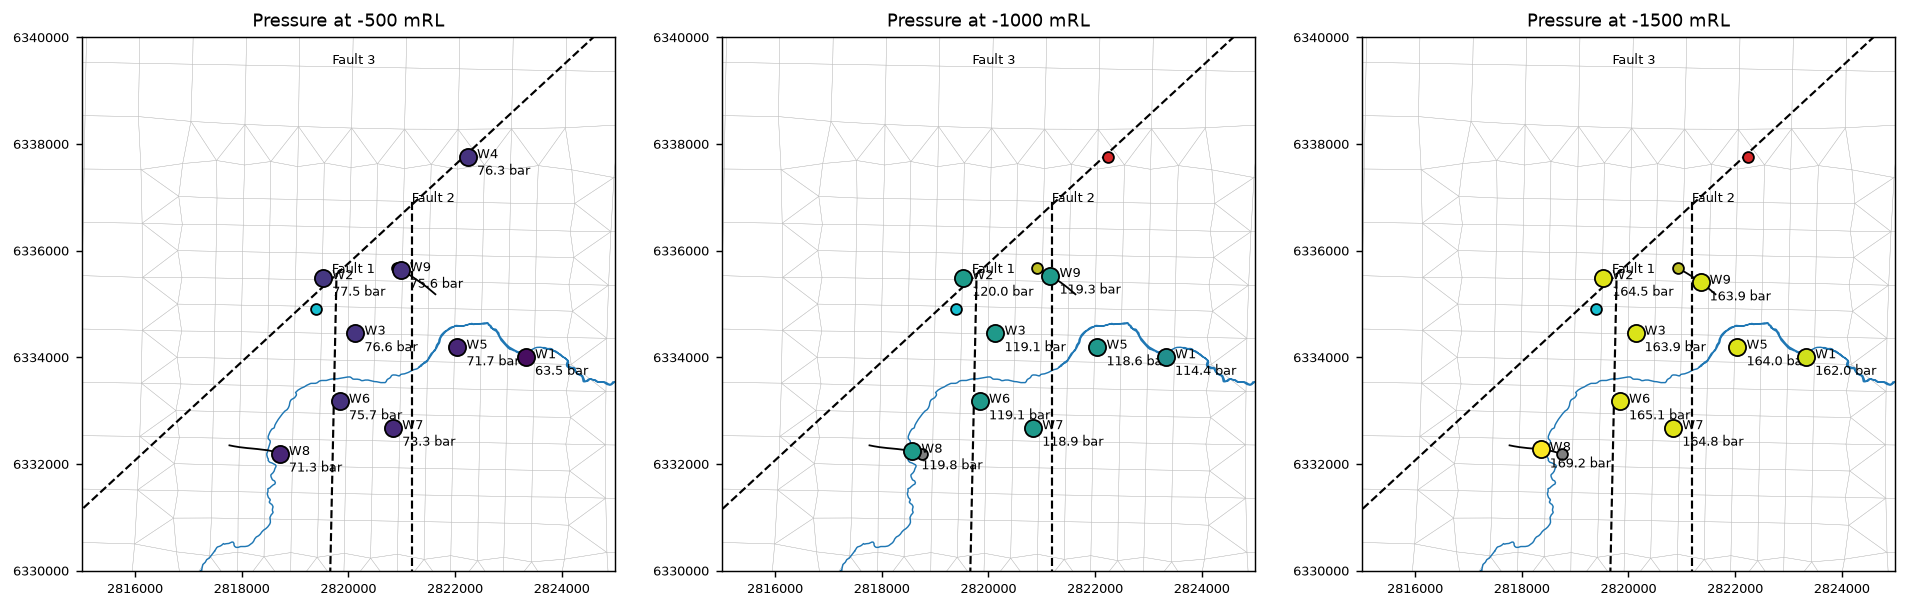 Pressure at -500 mRL
6340000
6338000
6336000
6334000
6332000
6330000
2816000
2818000
2820000
2822000
2824000
Fault 3
W4
76.3 bar
Fault 2
Fault 1
W2
77.5 bar
W9
75.6 bar
W3
76.6 bar
W5
71.7 bar
W1
63.5 bar
W6
75.7 bar
W7
73.3 bar
W8
71.3 bar
Pressure at -1000 mRL
6340000
6338000
6336000
6334000
6332000
6330000
2816000
2818000
2820000
2822000
2824000
Fault 3
Fault 2
Fault 1
W2
120.0 bar
W9
119.3 bar
W3
119.1 bar
W5
118.6 bar
W1
114.4 bar
W6
119.1 bar
W7
118.9 bar
W8
119.8 bar
Pressure at -1500 mRL
6340000
6338000
6336000
6334000
6332000
6330000
2816000
2818000
2820000
2822000
2824000
Fault 3
Fault 2
Fault 1
W2
164.5 bar
W9
163.9 bar
W3
163.9 bar
W5
164.0 bar
W1
162.0 bar
W6
165.1 bar
W7
164.8 bar
W8
169.2 bar